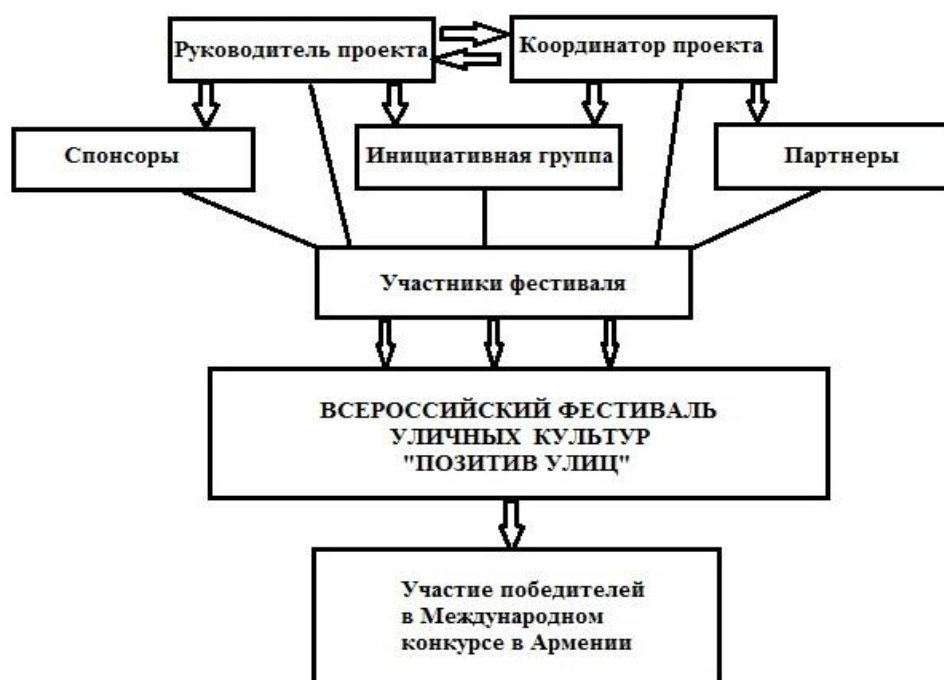 Руководитель проекта
Координатор проекта
Спонсоры
Инициативная группа
Партнеры
Участники фестиваля
ВСЕРОССИЙСКИЙ ФЕСТИВАЛЬ
УЛИЧНЫХ КУЛЬТУР
"ПОЗИТИВ УЛИЦ"
Участие победителей
в Международном
конкурсе в Армении